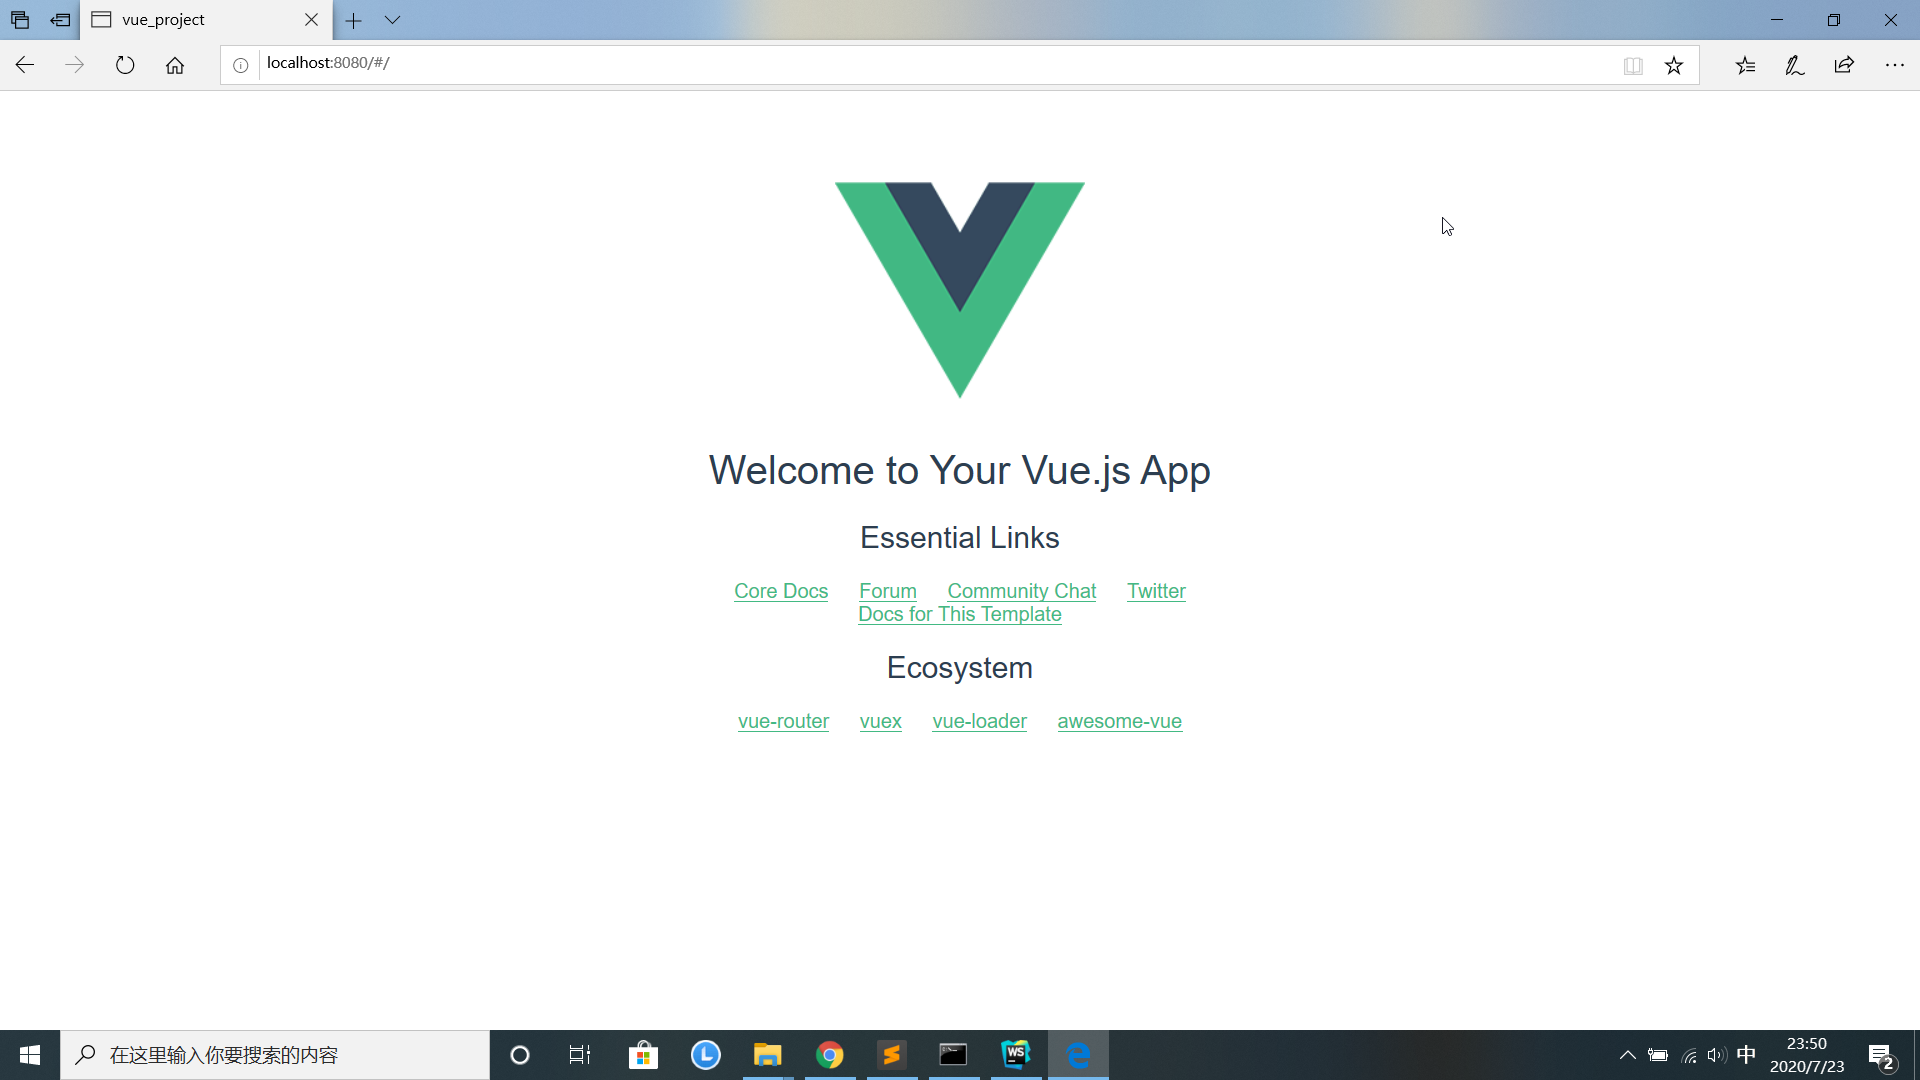 vue_project
localhost:8080/#/
Welcome to Your Vue.js App
Essential Links
Core Docs Forum Community Chat Twitter
Docs for This Template
Ecosystem
vue-router vuex vue-loader awesome-vue
在这里输入你要搜索的内容
L
WS
中
23:50
2020/7/23
2